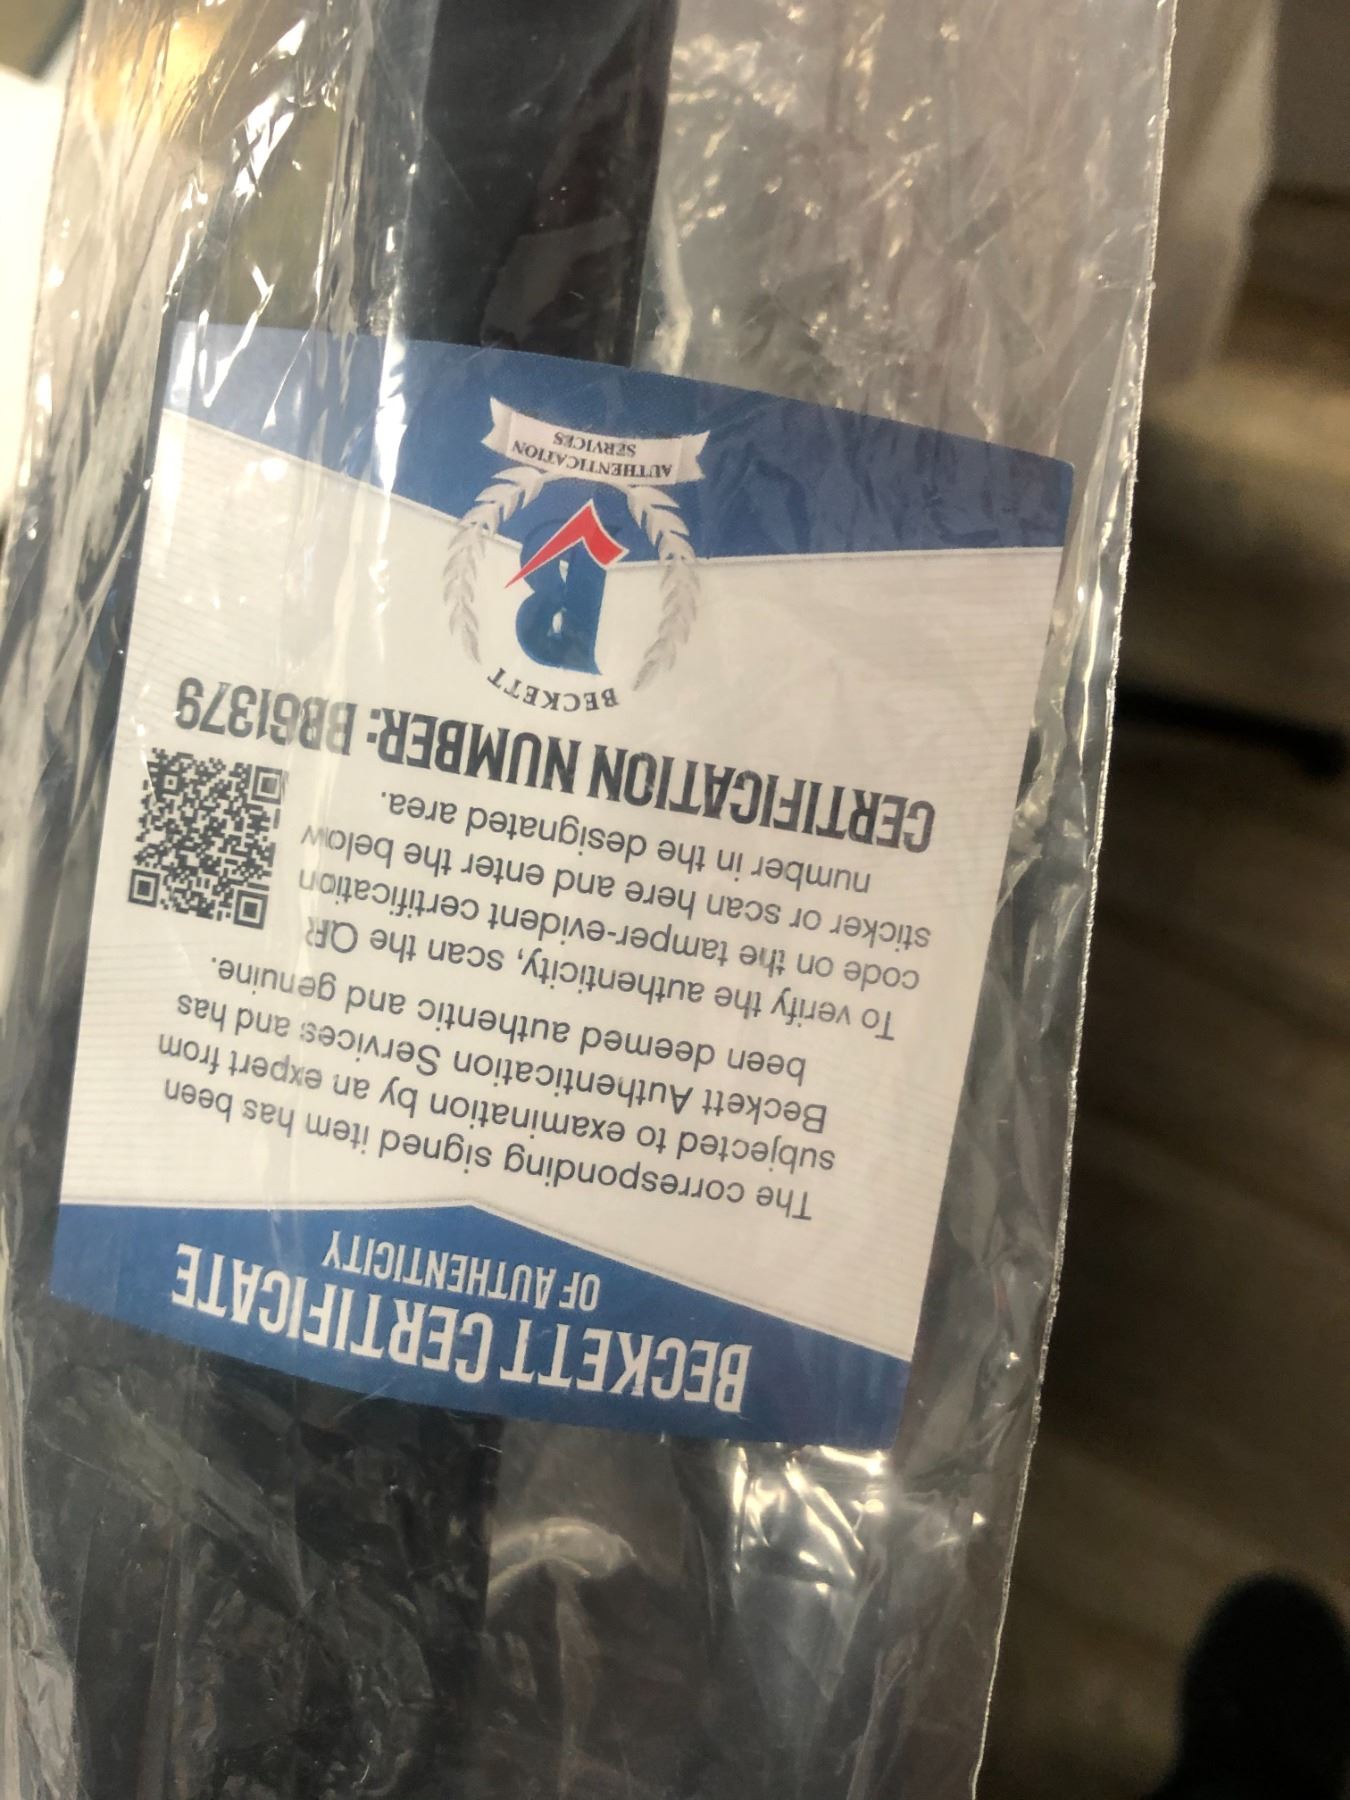 BECKETT CERTIFICATE
OF AUTHENTICITY
The corresponding signed item has been
subjected to examination by an expert from
Beckett Authentication Services and has
been deemed authentic and genuine.
To verify the authenticity, scan the QR
code on the tamper-evident certification
sticker or scan here and enter the below
number in the designated area.
CERTIFICATION NUMBER: BB61379
BECKETT
B
AUTHENTICATION
SERVICES